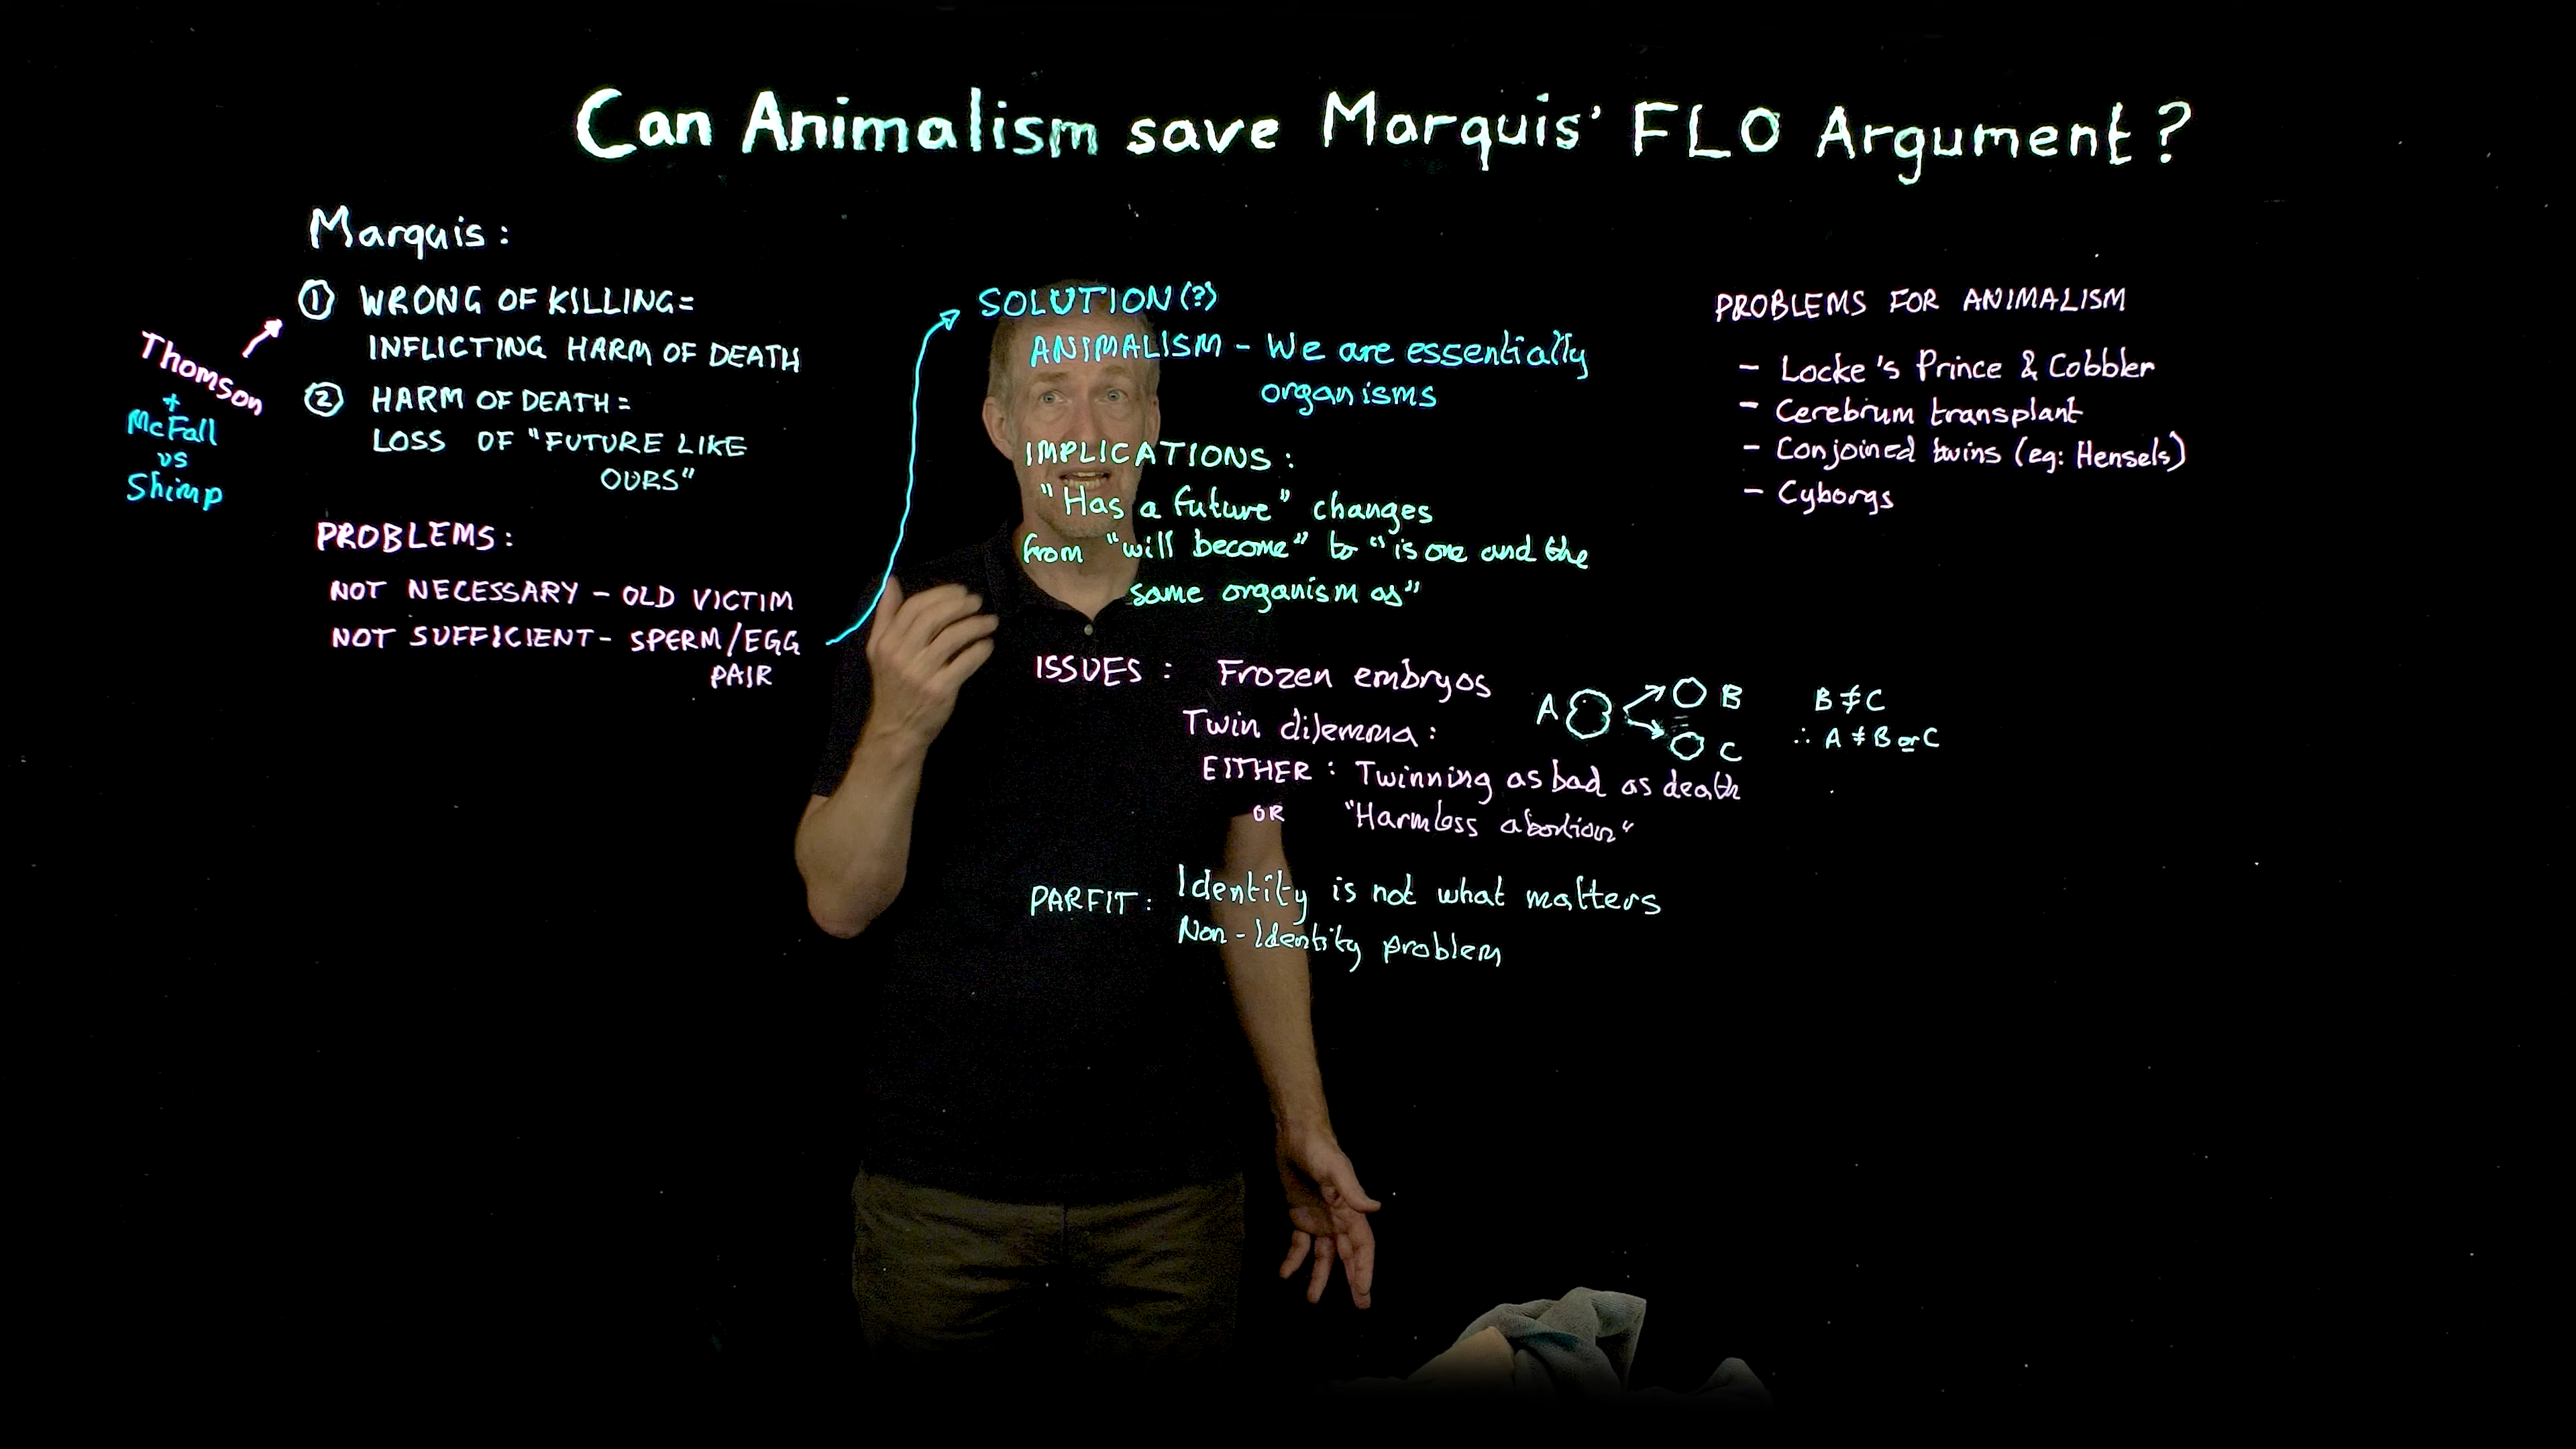 Can Animalism save Marquis' FLO Argument?
Marquis:
① WRONG OF KILLING =
INFLICTING HARM OF DEATH
② HARM OF DEATH =
LOSS OF "FUTURE LIKE
OURS"
Thomson
+
McFall
vs
Shimp
PROBLEMS:
NOT NECESSARY - OLD VICTIM
NOT SUFFICIENT - SPERM/EGG
PAIR
SOLUTION(?)
ANIMALISM - We are essentially
organisms
IMPLICATIONS:
"Has a future" changes
from "will become" to "is one and the
same organism as"
ISSUES: Frozen embryos
Twin dilemma:
EITHER: Twinning as bad as death
OR "Harmless abortion"
A B C
B ≠ C
∴ A ≠ B or C
PARFIT: Identity is not what matters
Non-Identity problem
PROBLEMS FOR ANIMALISM
- Locke's Prince & Cobbler
- Cerebrum transplant
- Conjoined twins (eg: Hensels)
- Cyborgs